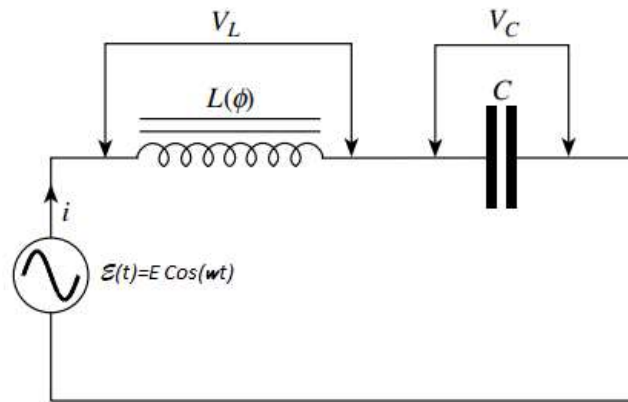 V_L
V_C
L(ϕ)
C
i
ℰ(t)=E Cos(wt)